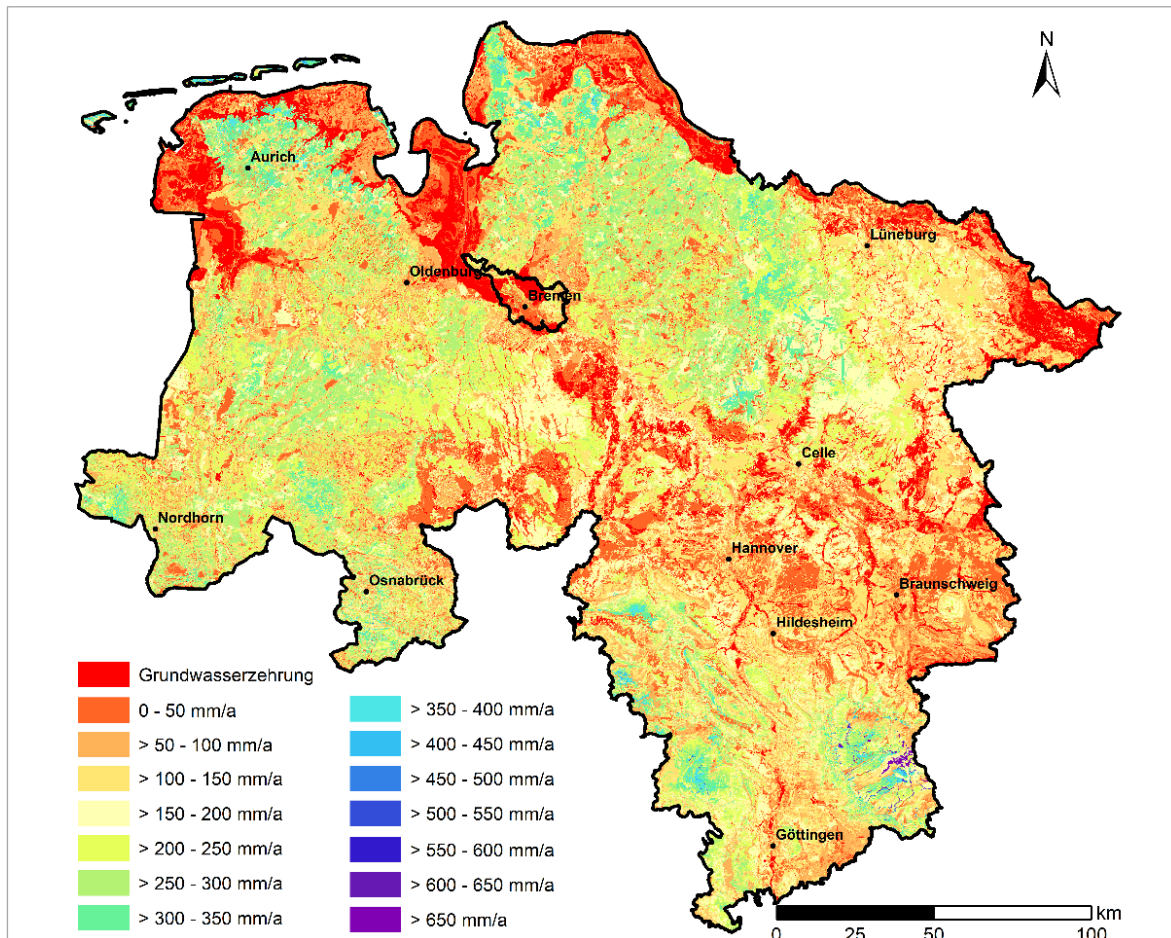 N
Aurich
Lüneburg
Oldenburg
Bremen
Celle
Nordhorn
Hannover
Osnabrück
Braunschweig
Hildesheim
Göttingen
Grundwasserzehrung
0 - 50 mm/a
> 50 - 100 mm/a
> 100 - 150 mm/a
> 150 - 200 mm/a
> 200 - 250 mm/a
> 250 - 300 mm/a
> 300 - 350 mm/a
> 350 - 400 mm/a
> 400 - 450 mm/a
> 450 - 500 mm/a
> 500 - 550 mm/a
> 550 - 600 mm/a
> 600 - 650 mm/a
> 650 mm/a
km
0 25 50 100